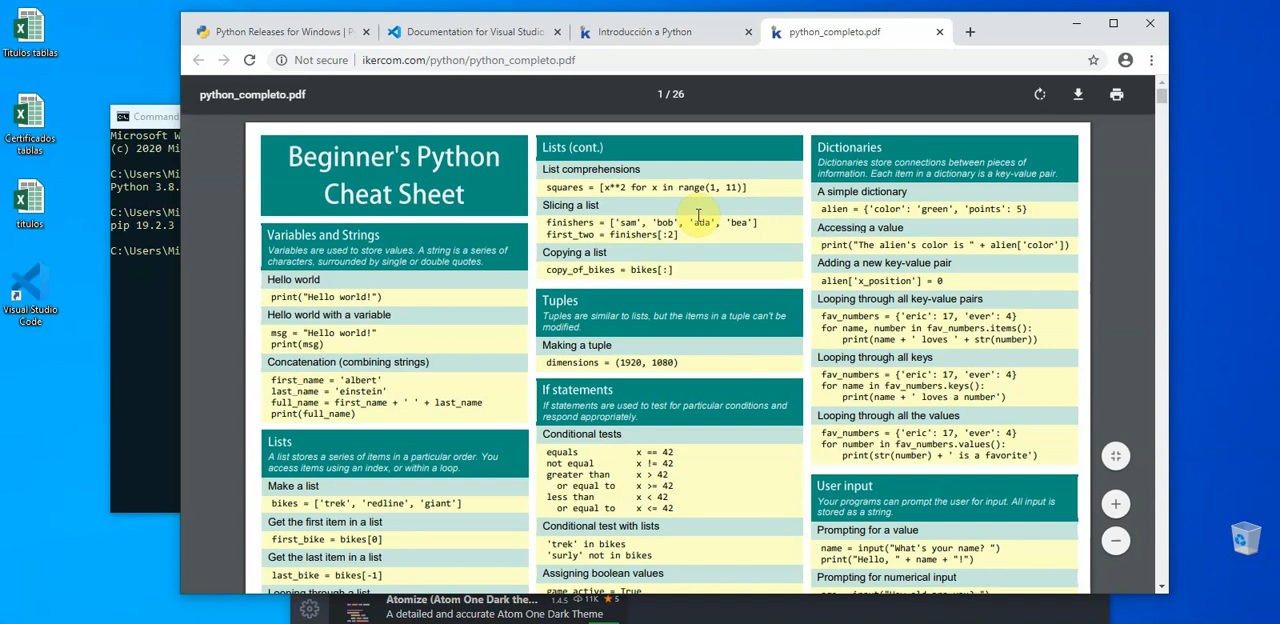 Titulos tablas
Certificados
tablas
titulos
Visual Studio
Code
Command
Microsoft W
(c) 2020 Mi
C:\Users\Mi
Python 3.8.
C:\Users\Mi
pip 19.2.3
C:\Users\Mi
Python Releases for Windows | P
Documentation for Visual Studio
Introducción a Python
python_completo.pdf
Not secure
ikercom.com/python/python_completo.pdf
python_completo.pdf
1 / 26
Beginner's Python
Cheat Sheet
Variables and Strings
Variables are used to store values. A string is a series of
characters, surrounded by single or double quotes.
Hello world
print("Hello world!")
Hello world with a variable
msg = "Hello world!"
print(msg)
Concatenation (combining strings)
first_name = 'albert'
last_name = 'einstein'
full_name = first_name + ' ' + last_name
print(full_name)
Lists
A list stores a series of items in a particular order. You
access items using an index, or within a loop.
Make a list
bikes = ['trek', 'redline', 'giant']
Get the first item in a list
first_bike = bikes[0]
Get the last item in a list
last_bike = bikes[-1]
Looping through a list
Lists (cont.)
List comprehensions
squares = [x**2 for x in range(1, 11)]
Slicing a list
finishers = ['sam', 'bob', 'ada', 'bea']
first_two = finishers[:2]
Copying a list
copy_of_bikes = bikes[:]
Tuples
Tuples are similar to lists, but the items in a tuple can't be
modified.
Making a tuple
dimensions = (1920, 1080)
If statements
If statements are used to test for particular conditions and
respond appropriately.
Conditional tests
equals x == 42
not equal x != 42
greater than x > 42
or equal to x >= 42
less than x < 42
or equal to x <= 42
Conditional test with lists
'trek' in bikes
'surly' not in bikes
Assigning boolean values
game_active = True
Dictionaries
Dictionaries store connections between pieces of
information. Each item in a dictionary is a key-value pair.
A simple dictionary
alien = {'color': 'green', 'points': 5}
Accessing a value
print("The alien's color is " + alien['color'])
Adding a new key-value pair
alien['x_position'] = 0
Looping through all key-value pairs
fav_numbers = {'eric': 17, 'ever': 4}
for name, number in fav_numbers.items():
print(name + ' loves ' + str(number))
Looping through all keys
fav_numbers = {'eric': 17, 'ever': 4}
for name in fav_numbers.keys():
print(name + ' loves a number')
Looping through all the values
fav_numbers = {'eric': 17, 'ever': 4}
for number in fav_numbers.values():
print(str(number) + ' is a favorite')
User input
Your programs can prompt the user for input. All input is
stored as a string.
Prompting for a value
name = input("What's your name? ")
print("Hello, " + name + "!")
Prompting for numerical input
Atomize (Atom One Dark the... 1.4.5 11K 5
A detailed and accurate Atom One Dark Theme